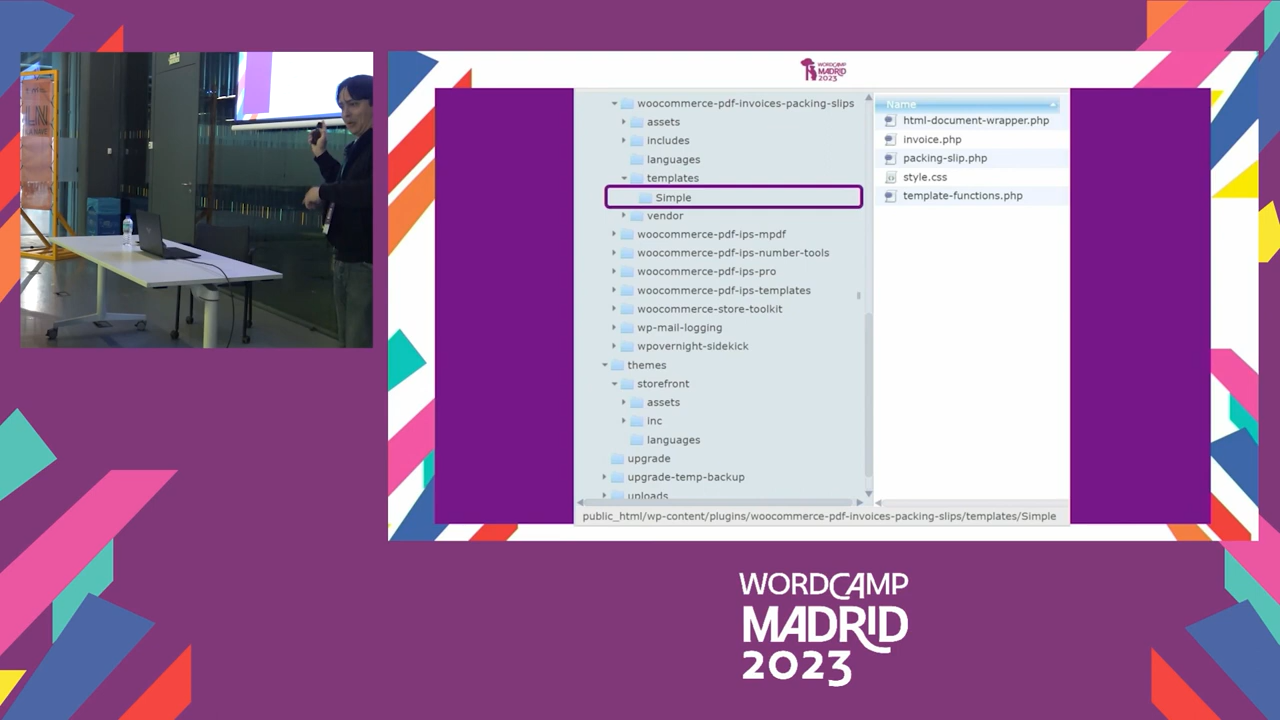 WORDCAMP
MADRID
2023
woocommerce-pdf-invoices-packing-slips
assets
includes
languages
templates
Simple
vendor
woocommerce-pdf-ips-mpdf
woocommerce-pdf-ips-number-tools
woocommerce-pdf-ips-pro
woocommerce-pdf-ips-templates
woocommerce-store-toolkit
wp-mail-logging
wpovernight-sidekick
themes
storefront
assets
inc
languages
upgrade
upgrade-temp-backup
uploads
Name
html-document-wrapper.php
invoice.php
packing-slip.php
style.css
template-functions.php
public_html/wp-content/plugins/woocommerce-pdf-invoices-packing-slips/templates/Simple
WORDCAMP
MADRID
2023